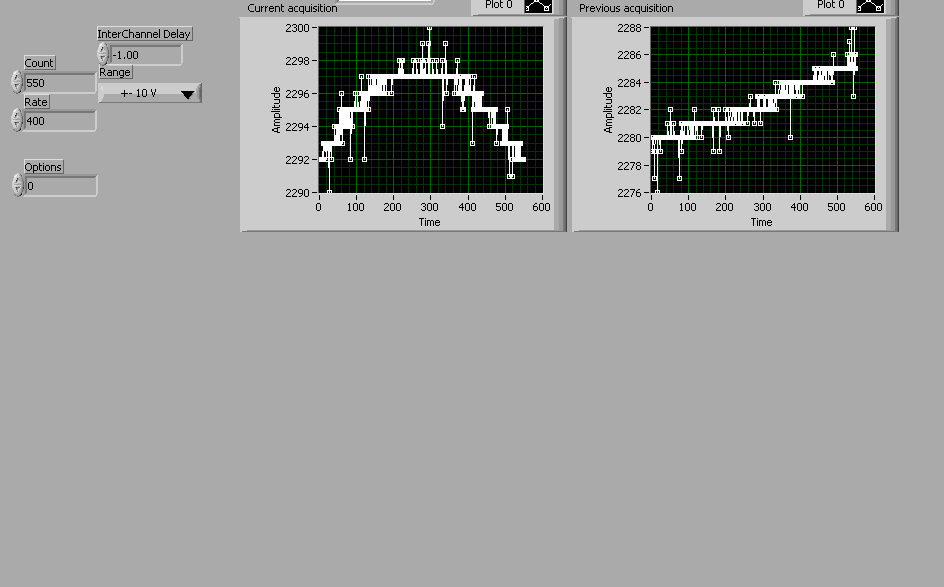 Current acquisition
Plot 0
Previous acquisition
Plot 0
InterChannel Delay
-1.00
Count
550
Range
+- 10 V
Rate
400
Options
0
Amplitude
2300
2298
2296
2294
2292
2290
0 100 200 300 400 500 600
Time
Amplitude
2288
2286
2284
2282
2280
2278
2276
0 100 200 300 400 500 600
Time